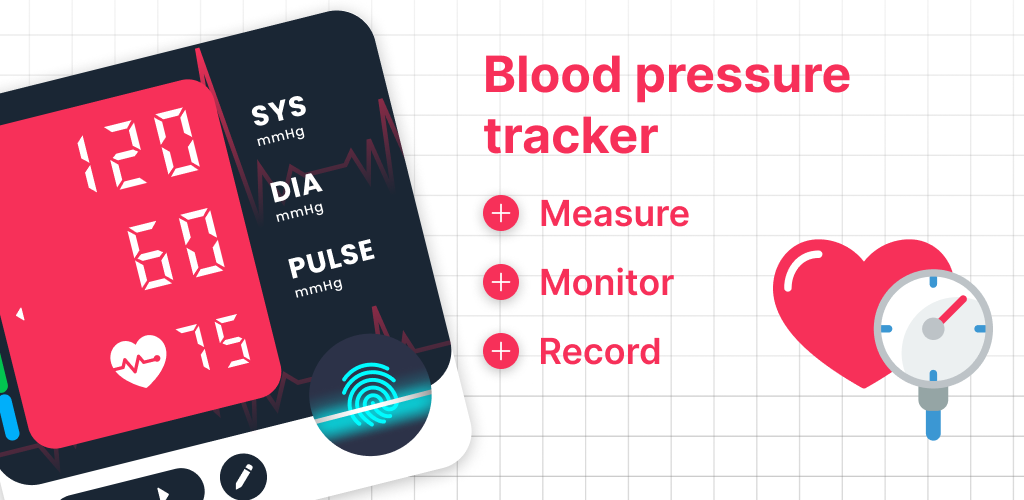 120
60
75
SYS
mmHg
DIA
mmHg
PULSE
mmHg
Blood pressure
tracker
Measure
Monitor
Record